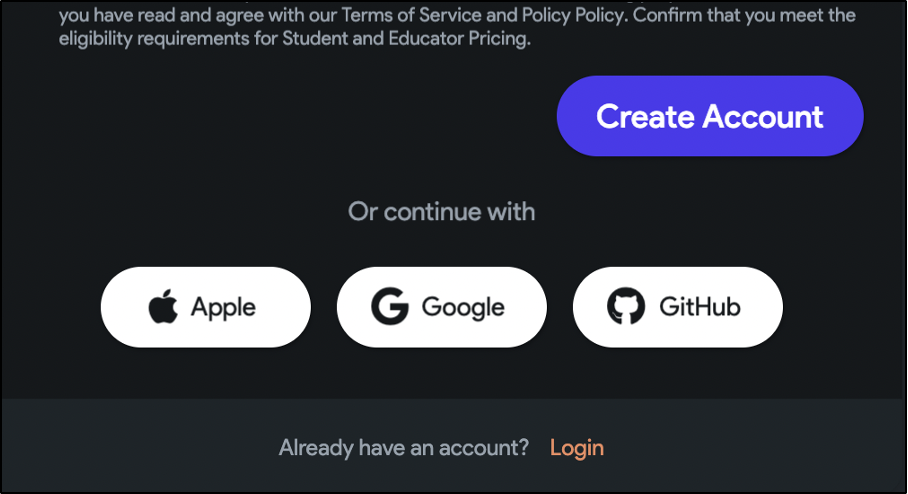 you have read and agree with our Terms of Service and Policy Policy. Confirm that you meet the
eligibility requirements for Student and Educator Pricing.
Create Account
Or continue with
Apple
Google
GitHub
Already have an account? Login